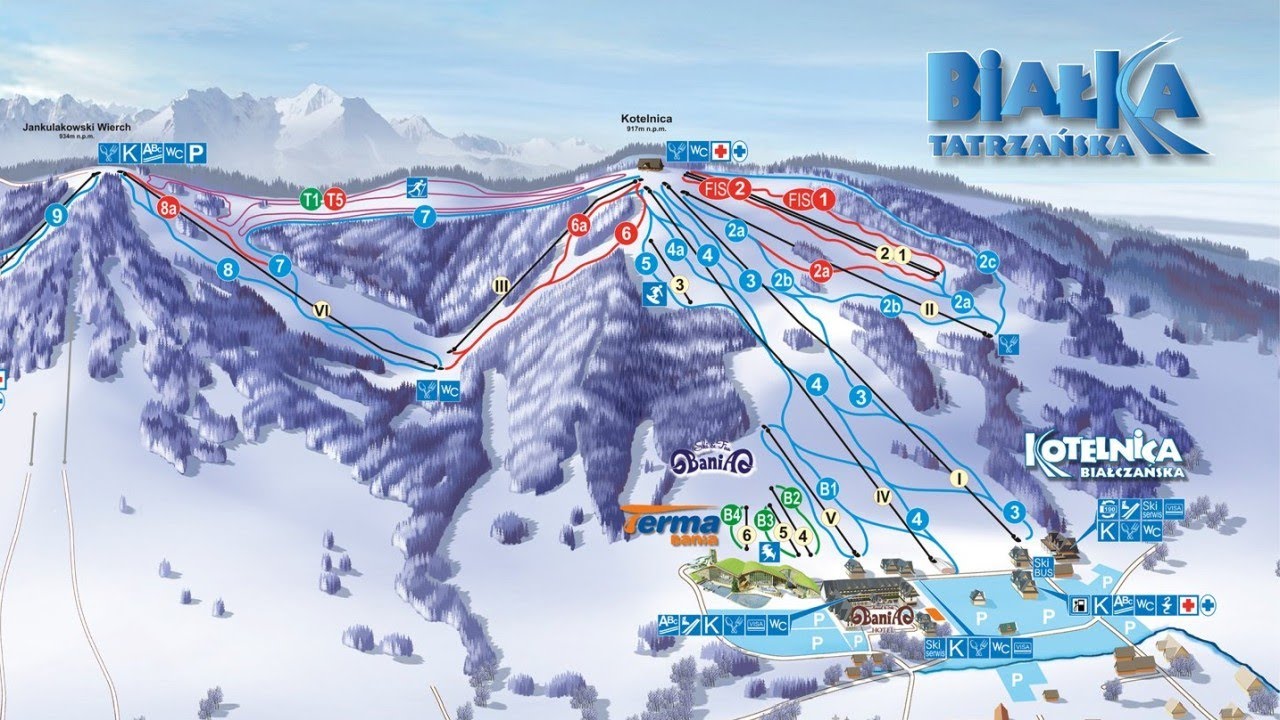 BiAŁKA
TATRZAŃSKA
Jankulakowski Wierch
934m n.p.m.
K ABC WC P
Kotelnica
917m n.p.m.
WC
9
8a
T1-T5
7
8
7
VI
6a
6
III
WC
FIS 2
FIS 1
2 1
2a
2c
4a
4
5
3
3
2b
2a
2b
II
2a
4
3
Ski & Fun
BaniA
KOTELNICA
BIAŁCZAŃSKA
B1
IV
I
V
4
3
Terma
BANIA
B4
B3
B2
6
5
4
100 Ski serwis VISA
K WC
Ski
BUS
P
ABC K VISA WC
P
P
P
P
BaniA
HOTEL
P
P
K ABC WC
P
Ski serwis K WC VISA
P